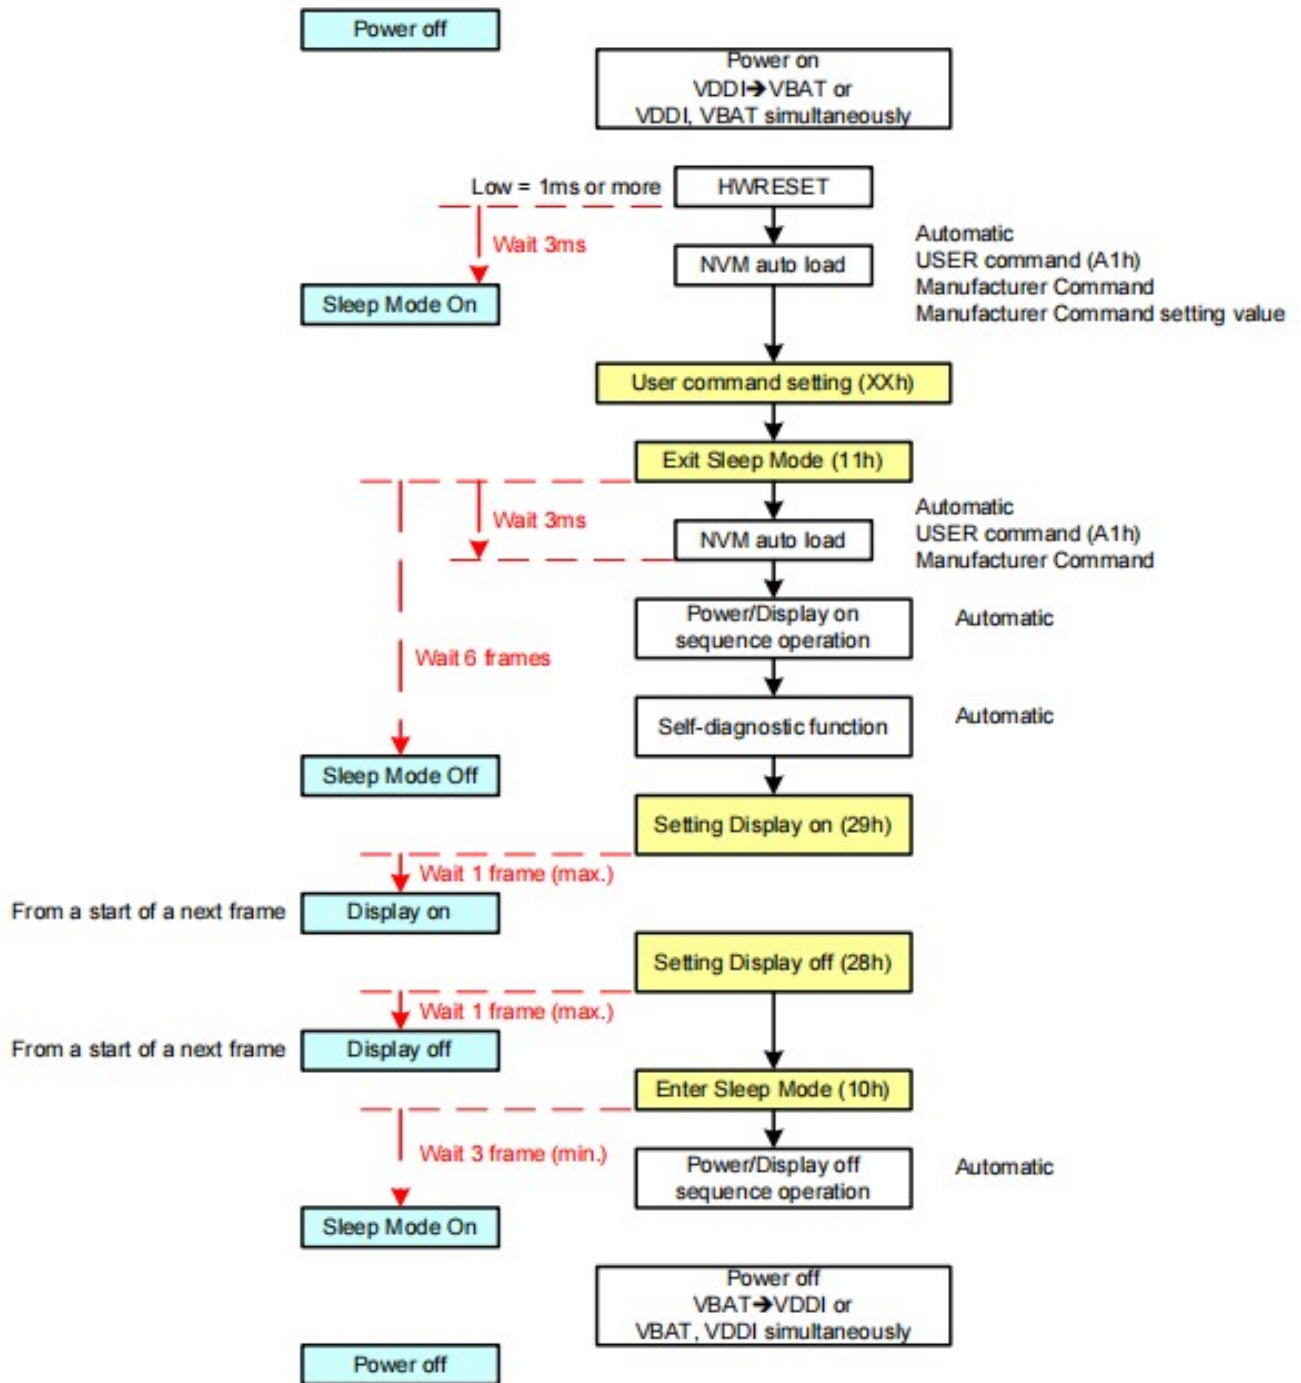 Power off
Power on
VDDI➔VBAT or
VDDI, VBAT simultaneously
Low = 1ms or more
HWRESET
Wait 3ms
NVM auto load
Automatic
USER command (A1h)
Manufacturer Command
Manufacturer Command setting value
Sleep Mode On
User command setting (XXh)
Exit Sleep Mode (11h)
Wait 3ms
NVM auto load
Automatic
USER command (A1h)
Manufacturer Command
Power/Display on
sequence operation
Automatic
Wait 6 frames
Self-diagnostic function
Automatic
Sleep Mode Off
Setting Display on (29h)
Wait 1 frame (max.)
From a start of a next frame
Display on
Setting Display off (28h)
Wait 1 frame (max.)
From a start of a next frame
Display off
Enter Sleep Mode (10h)
Wait 3 frame (min.)
Power/Display off
sequence operation
Automatic
Sleep Mode On
Power off
VBAT➔VDDI or
VBAT, VDDI simultaneously
Power off